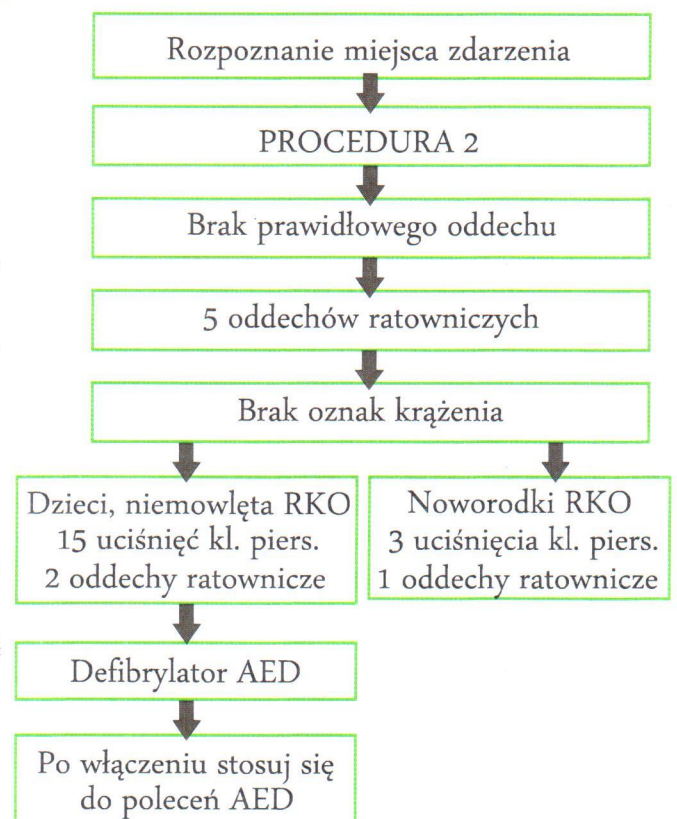 Rozpoznanie miejsca zdarzenia
PROCEDURA 2
Brak prawidłowego oddechu
5 oddechów ratowniczych
Brak oznak krążenia
Dzieci, niemowlęta RKO
15 uciśnięć kl. piers.
2 oddechy ratownicze
Noworodki RKO
3 uciśnięcia kl. piers.
1 oddechy ratownicze
Defibrylator AED
Po włączeniu stosuj się
do poleceń AED